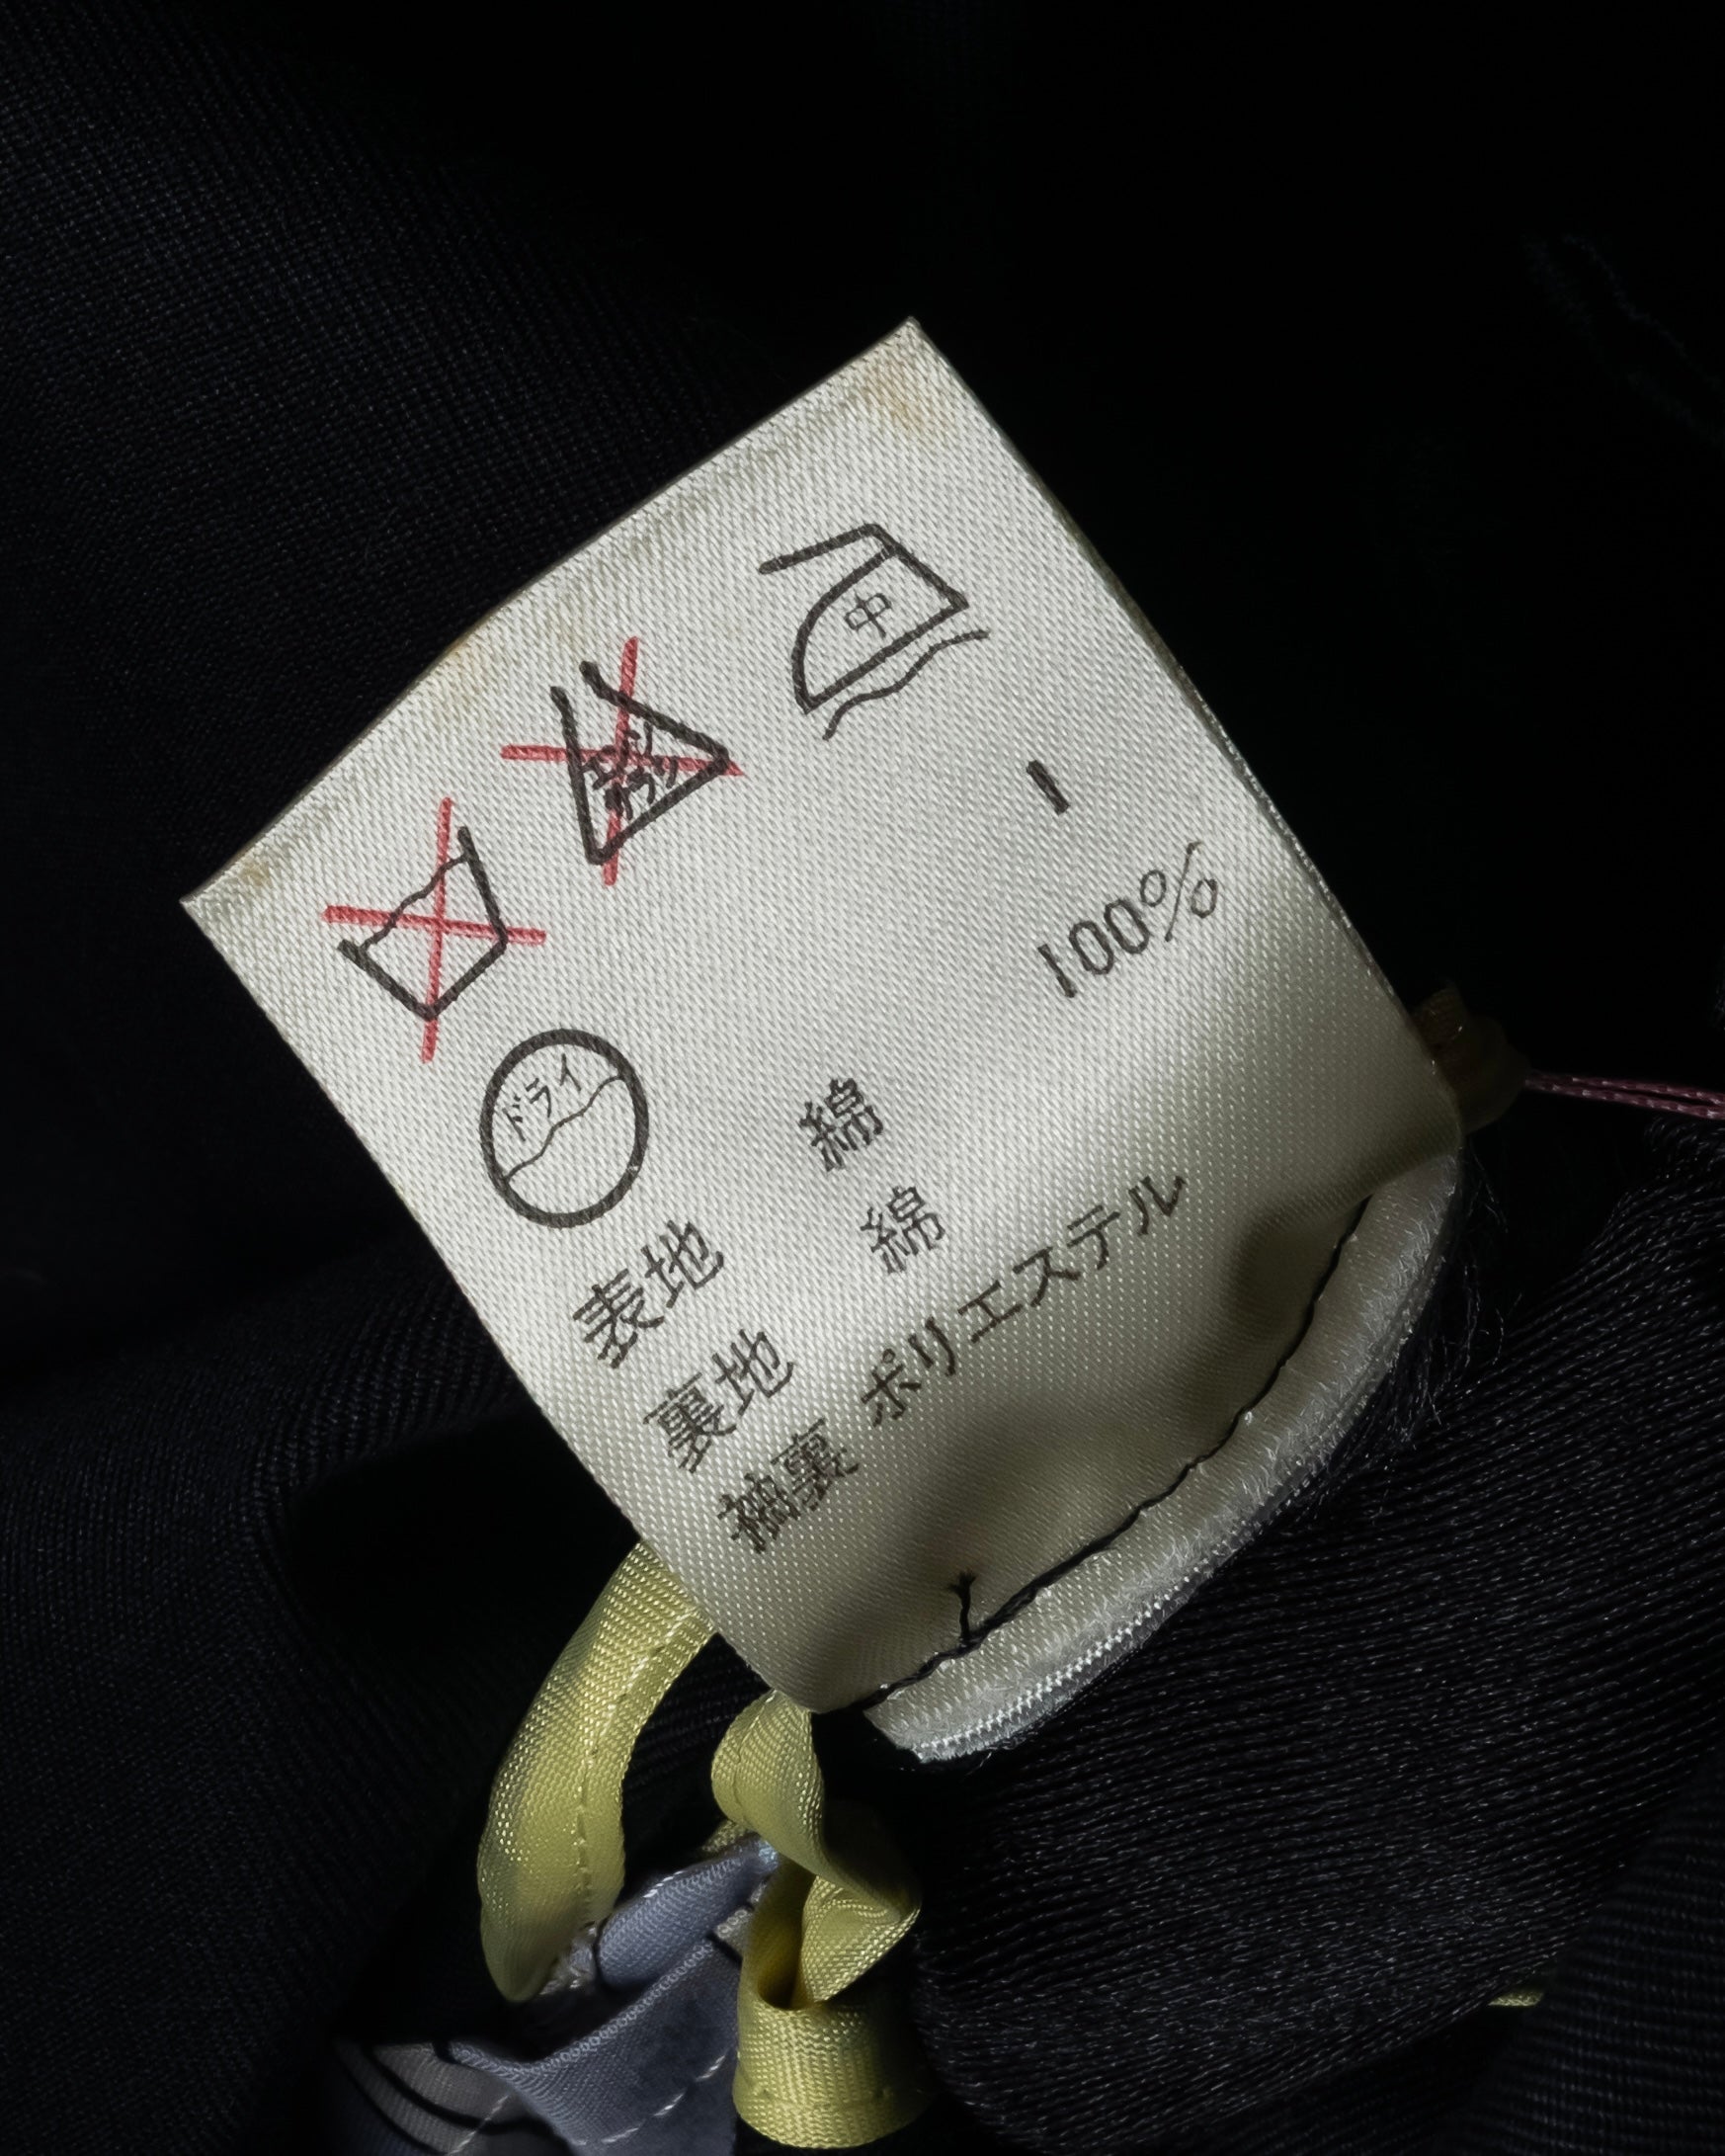 中
ドライ
表地 綿 100%
裏地 綿
袖裏 ポリエステル